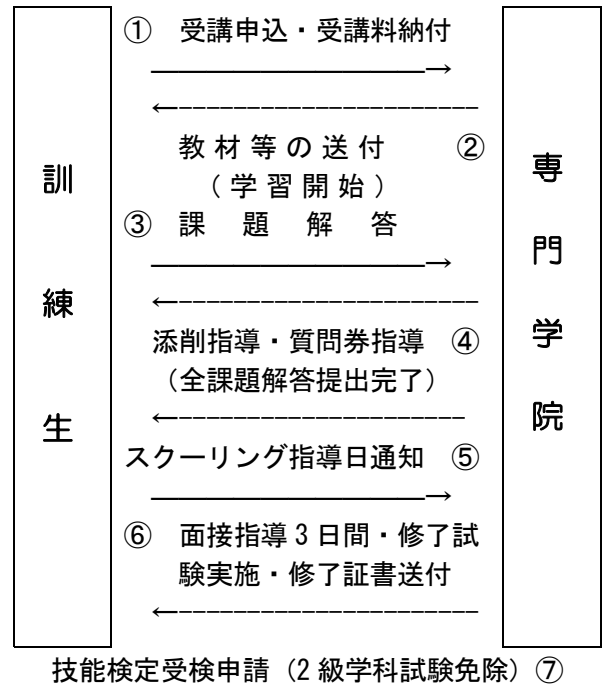 ① 受講申込・受講料納付
教材等の送付 ②
(学習開始)
③ 課題解答
添削指導・質問券指導 ④
(全課題解答提出完了)
スクーリング指導日通知 ⑤
⑥ 面接指導3日間・修了試
験実施・修了証書送付
訓練生
専門学院
技能検定受検申請(2級学科試験免除)⑦